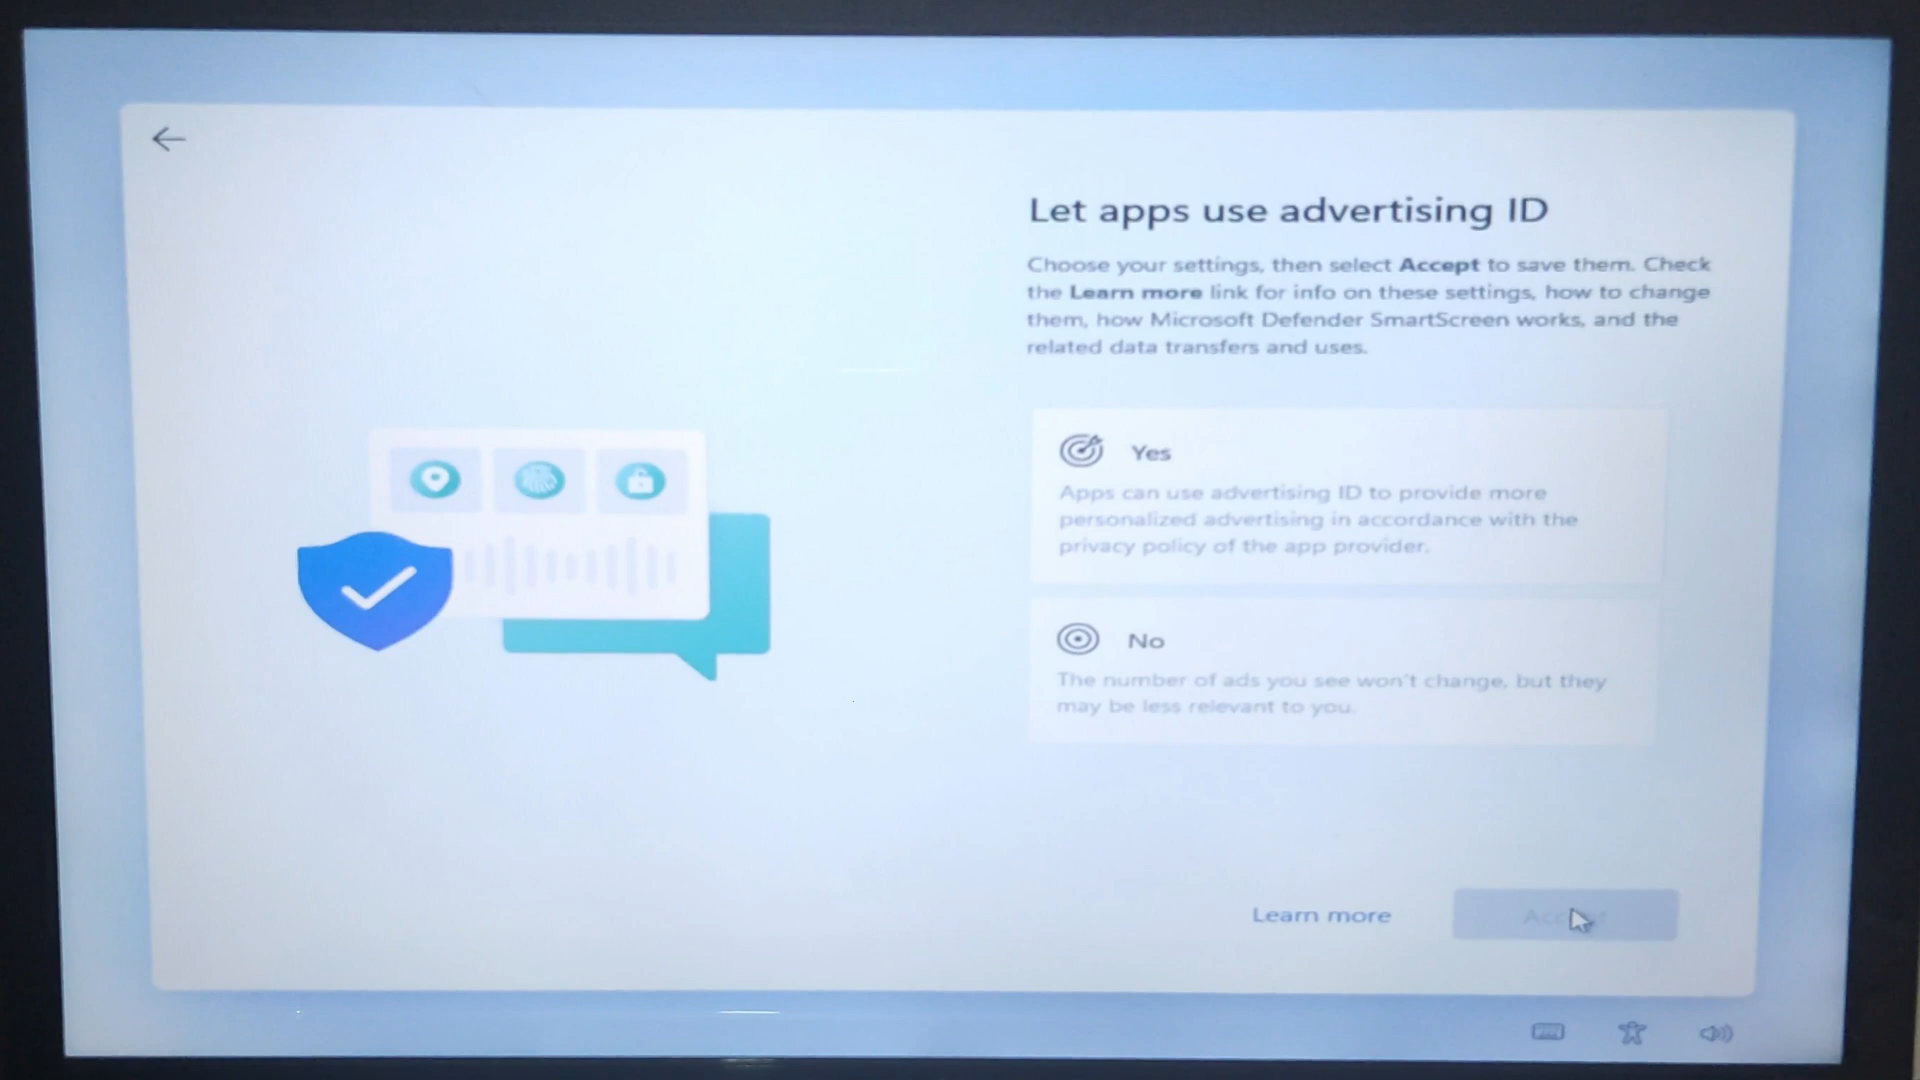 Let apps use advertising ID
Choose your settings, then select Accept to save them. Check
the Learn more link for info on these settings, how to change
them, how Microsoft Defender SmartScreen works, and the
related data transfers and uses.
Yes
Apps can use advertising ID to provide more
personalized advertising in accordance with the
privacy policy of the app provider.
No
The number of ads you see won't change, but they
may be less relevant to you.
Learn more